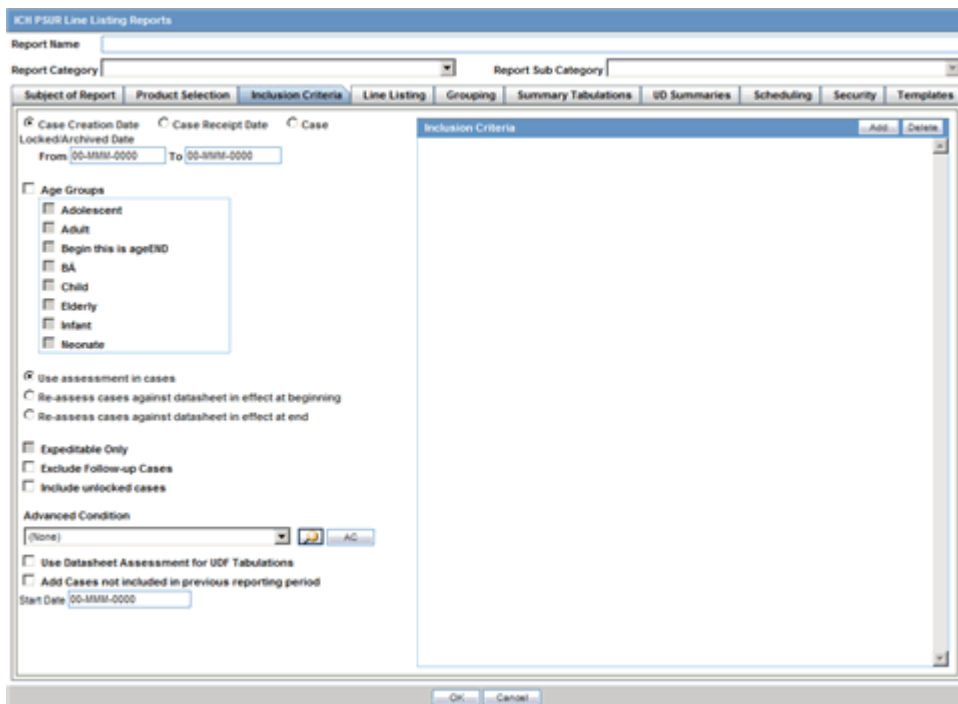 ICH PSUR Line Listing Reports
Report Name
Report Category Report Sub Category
Subject of Report Product Selection Inclusion Criteria Line Listing Grouping Summary Tabulations UD Summaries Scheduling Security Templates
Case Creation Date Case Receipt Date Case
Locked/Archived Date
From 00-MMM-0000 To 00-MMM-0000
Inclusion Criteria Add Delete
Age Groups
Adolescent
Adult
Begin this is ageEND
BÁ
Child
Elderly
Infant
Neonate
Use assessment in cases
Re-assess cases against datasheet in effect at beginning
Re-assess cases against datasheet in effect at end
Expeditable Only
Exclude Follow-up Cases
Include unlocked cases
Advanced Condition
(None) AC
Use Datasheet Assessment for UDF Tabulations
Add Cases not included in previous reporting period
Start Date 00-MMM-0000
OK Cancel